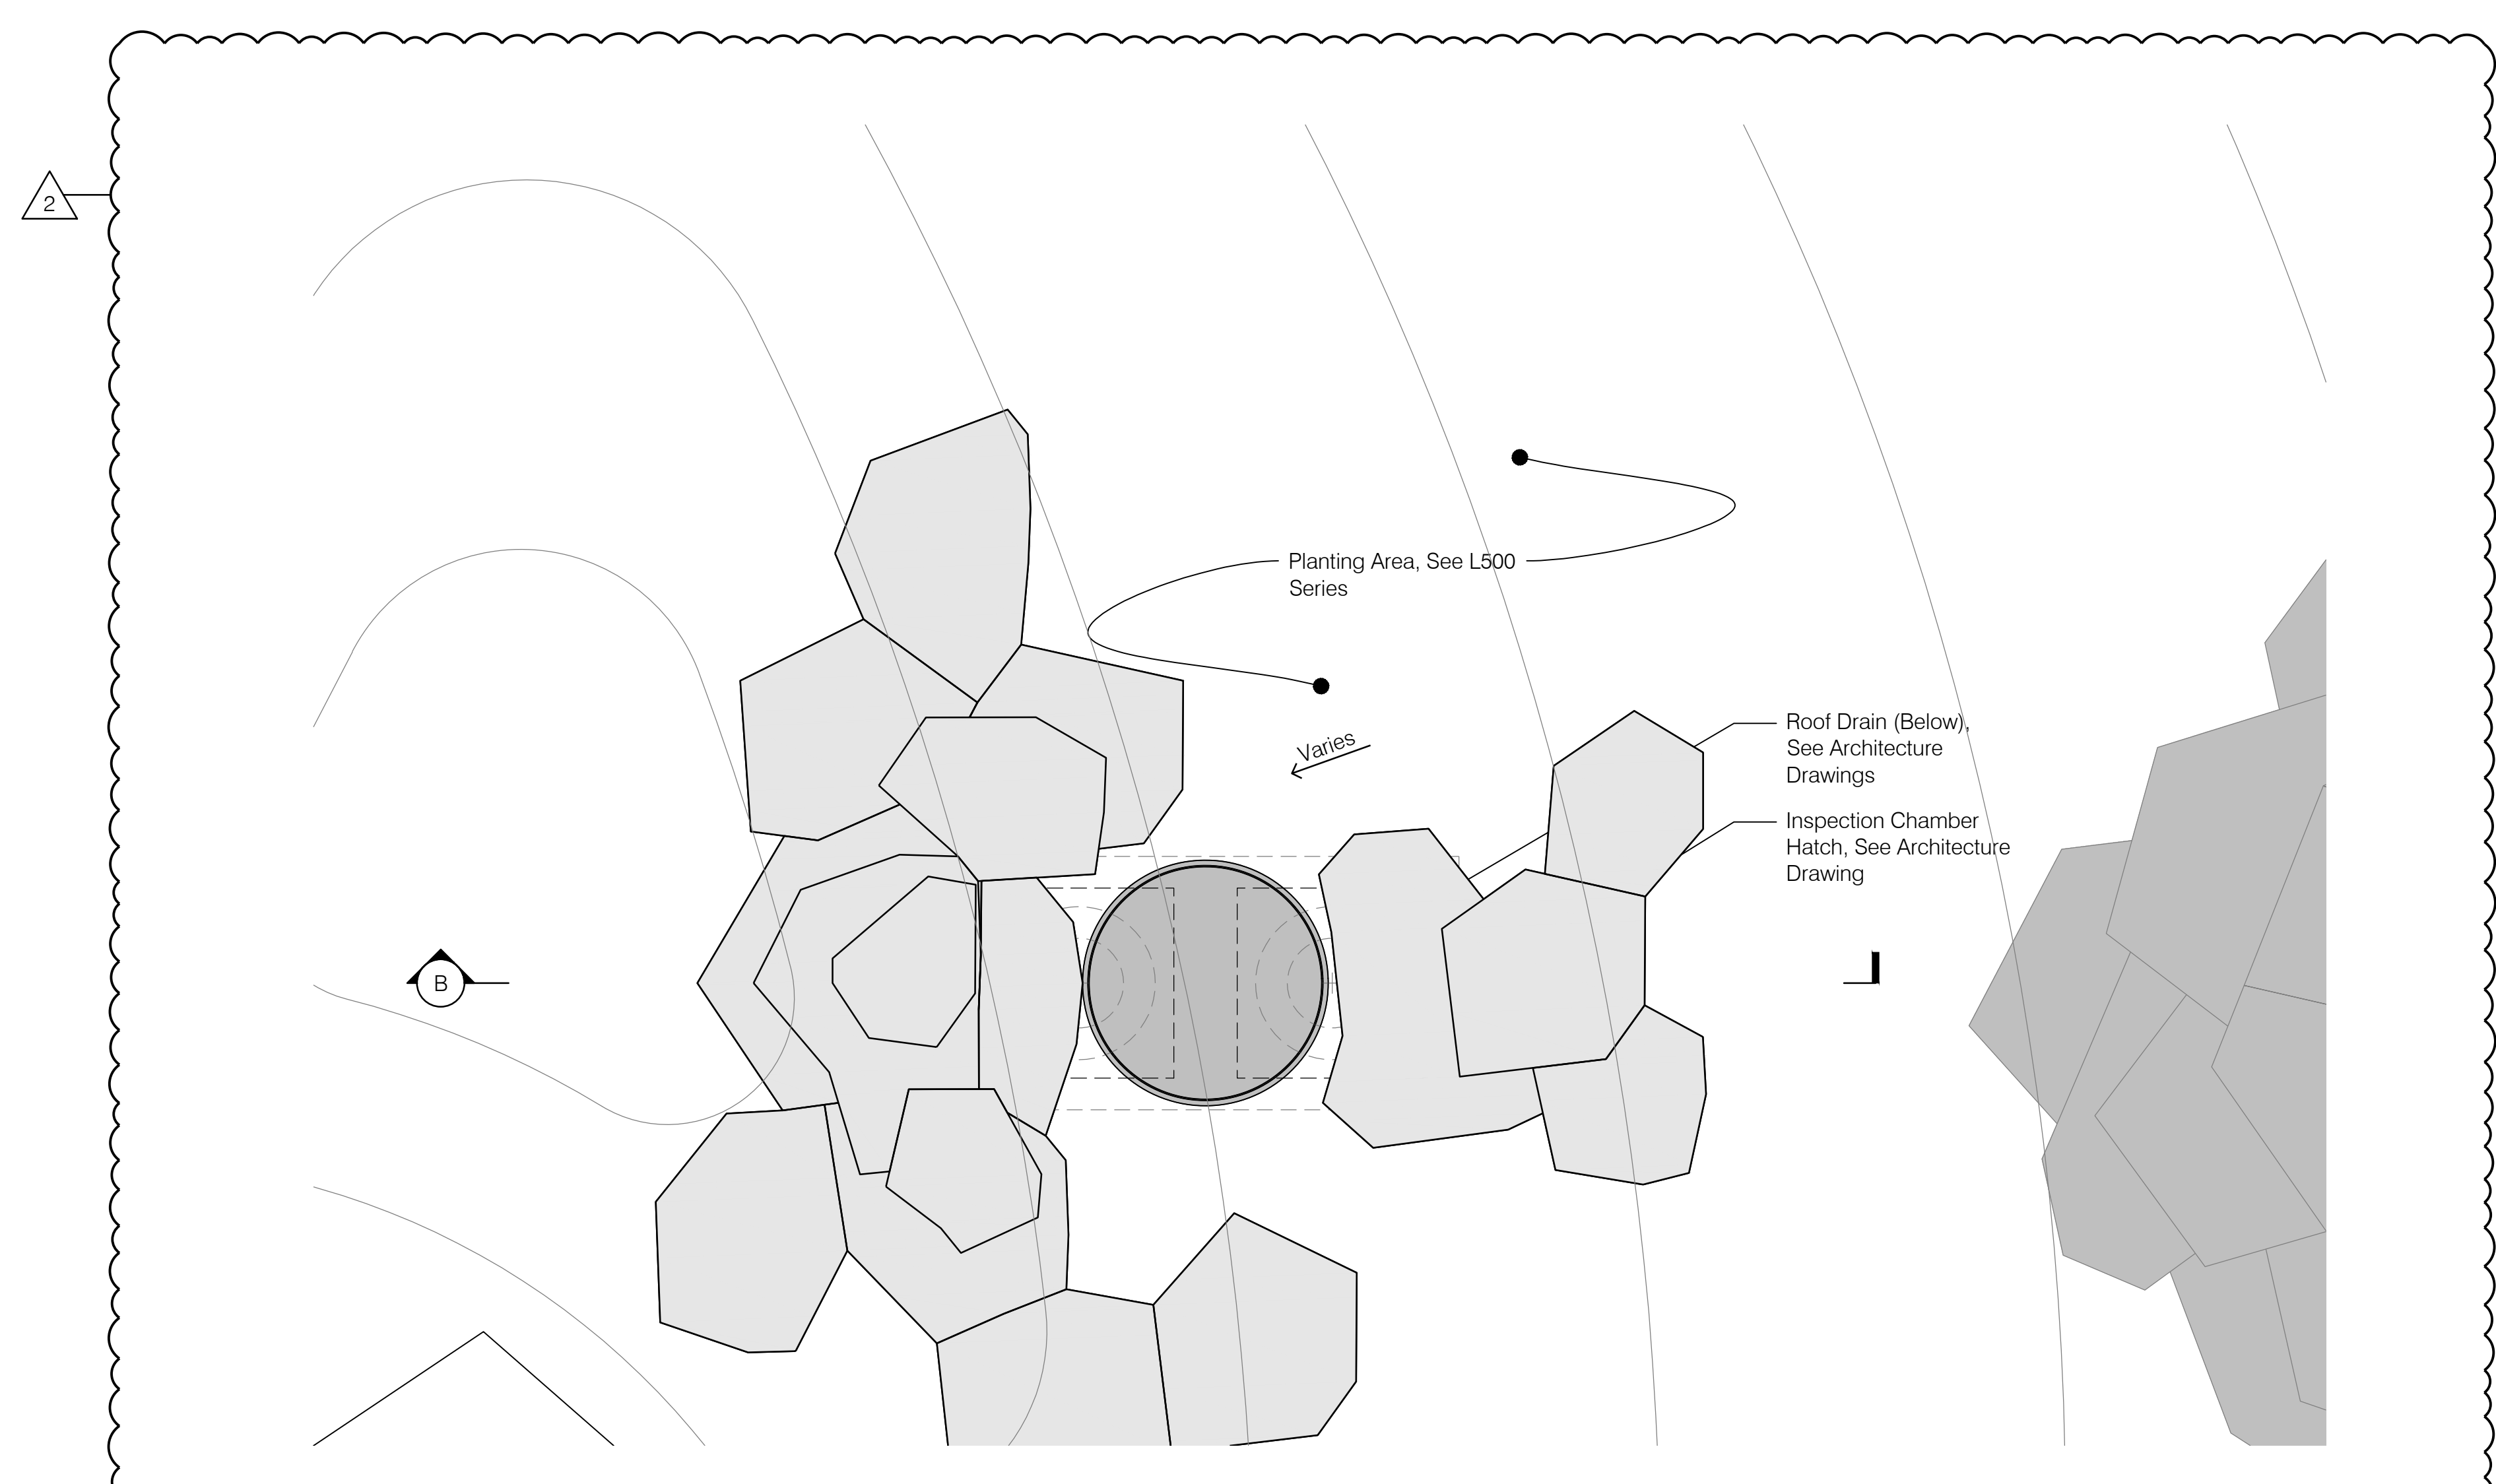 2
Planting Area, See L500
Series
Varies
Roof Drain (Below),
See Architecture
Drawings
Inspection Chamber
Hatch, See Architecture
Drawing
B